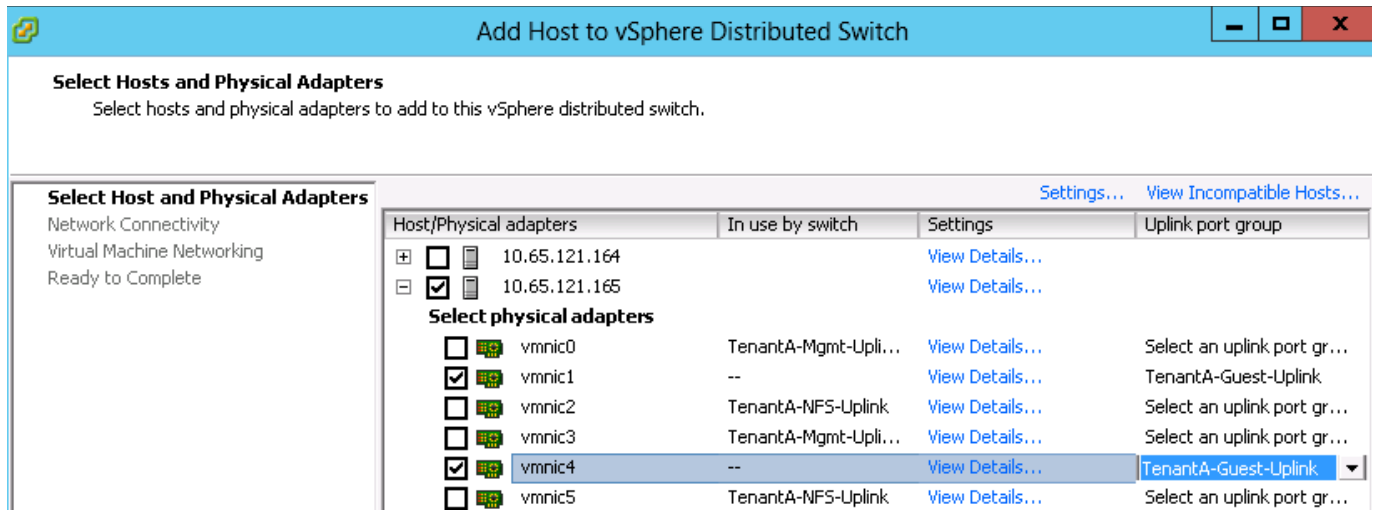 Add Host to vSphere Distributed Switch
Select Hosts and Physical Adapters
Select hosts and physical adapters to add to this vSphere distributed switch.
Select Host and Physical Adapters
Network Connectivity
Virtual Machine Networking
Ready to Complete
Settings... View Incompatible Hosts...
Host/Physical adapters In use by switch Settings Uplink port group
10.65.121.164 View Details...
10.65.121.165 View Details...
Select physical adapters
vmnic0 TenantA-Mgmt-Upli... View Details... Select an uplink port gr...
vmnic1 -- View Details... TenantA-Guest-Uplink
vmnic2 TenantA-NFS-Uplink View Details... Select an uplink port gr...
vmnic3 TenantA-Mgmt-Upli... View Details... Select an uplink port gr...
vmnic4 -- View Details... TenantA-Guest-Uplink
vmnic5 TenantA-NFS-Uplink View Details... Select an uplink port gr...